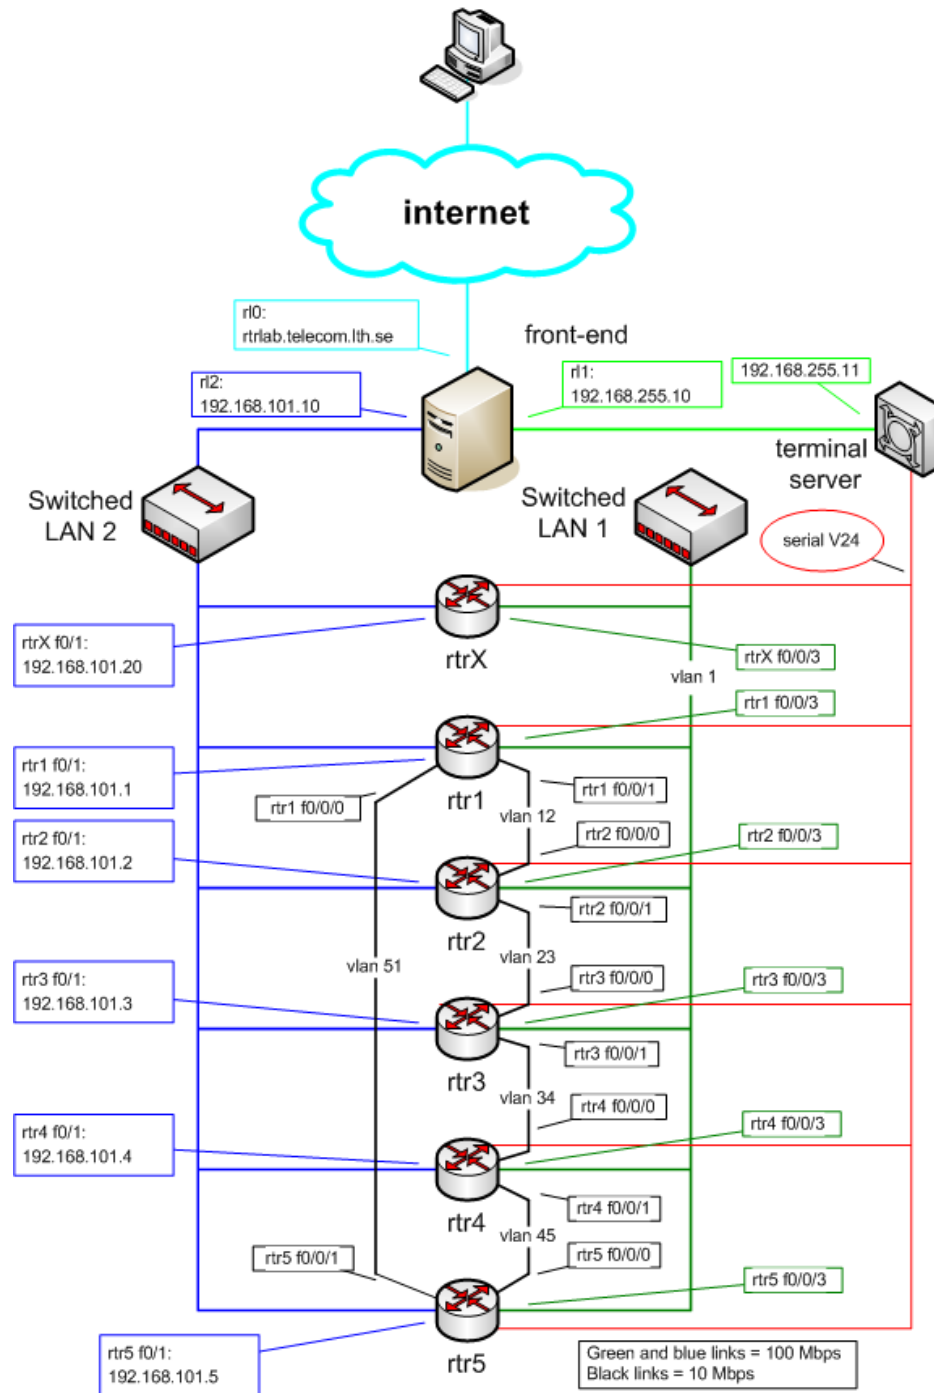 internet
rl0:
rtrlab.telecom.lth.se
front-end
rl2:
192.168.101.10
rl1:
192.168.255.10
192.168.255.11
terminal
server
Switched
LAN 2
Switched
LAN 1
serial V24
rtrX f0/1:
192.168.101.20
rtrX
rtrX f0/0/3
vlan 1
rtr1 f0/0/3
rtr1 f0/1:
192.168.101.1
rtr1 f0/0/0
rtr1
rtr1 f0/0/1
vlan 12
rtr2 f0/1:
192.168.101.2
rtr2 f0/0/0
rtr2 f0/0/3
rtr2
rtr2 f0/0/1
vlan 51
vlan 23
rtr3 f0/1:
192.168.101.3
rtr3 f0/0/0
rtr3 f0/0/3
rtr3
rtr3 f0/0/1
vlan 34
rtr4 f0/1:
192.168.101.4
rtr4 f0/0/0
rtr4 f0/0/3
rtr4
rtr4 f0/0/1
vlan 45
rtr5 f0/0/1
rtr5 f0/0/0
rtr5 f0/0/3
rtr5 f0/1:
192.168.101.5
rtr5
Green and blue links = 100 Mbps
Black links = 10 Mbps